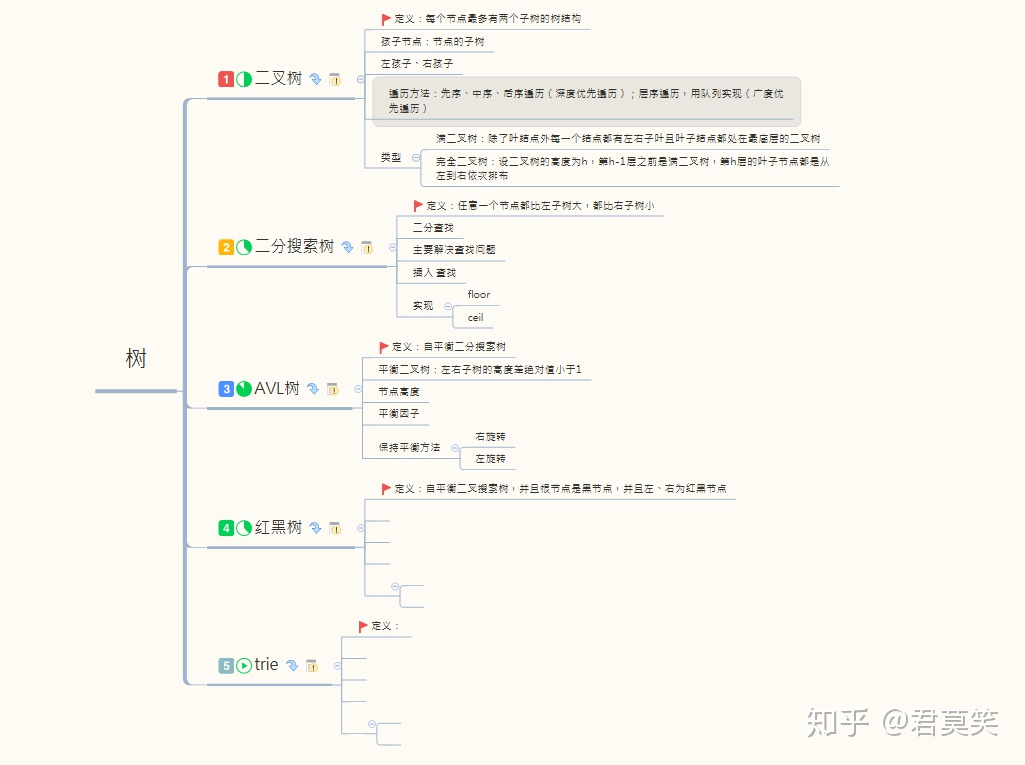 树
1 二叉树
定义：每个节点最多有两个子树的树结构
孩子节点：节点的子树
左孩子、右孩子
遍历方法：先序、中序、后序遍历（深度优先遍历）；层序遍历，用队列实现（广度优
先遍历）
类型
满二叉树：除了叶结点外每一个结点都有左右子叶且叶子结点都处在最底层的二叉树
完全二叉树：设二叉树的高度为h，第h-1层之前是满二叉树，第h层的叶子节点都是从
左到右依次排布
2 二分搜索树
定义：任意一个节点都比左子树大，都比右子树小
二分查找
主要解决查找问题
插入 查找
实现
floor
ceil
3 AVL树
定义：自平衡二分搜索树
平衡二叉树：左右子树的高度差绝对值小于1
节点高度
平衡因子
保持平衡方法
右旋转
左旋转
4 红黑树
定义：自平衡二叉搜索树，并且根节点是黑节点，并且左、右为红黑节点
5 trie
定义：
知乎 @君莫笑